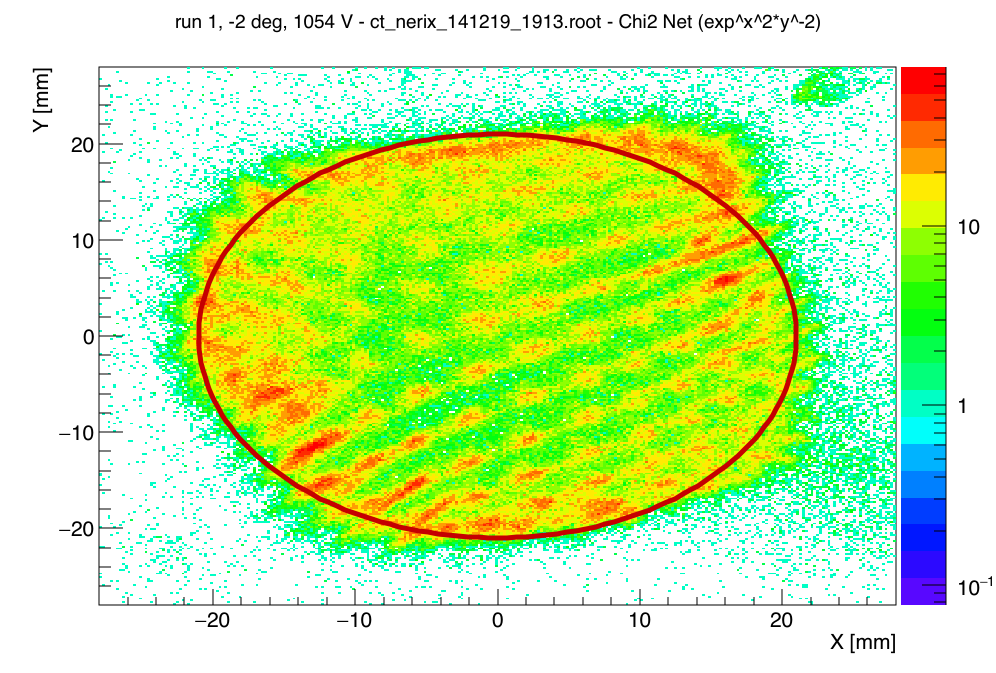 run 1, -2 deg, 1054 V - ct_nerix_141219_1913.root - Chi2 Net (exp^x^2*y^-2)
Y [mm]
20
10
0
−10
−20
−20 −10 0 10 20
X [mm]
10
1
10⁻¹